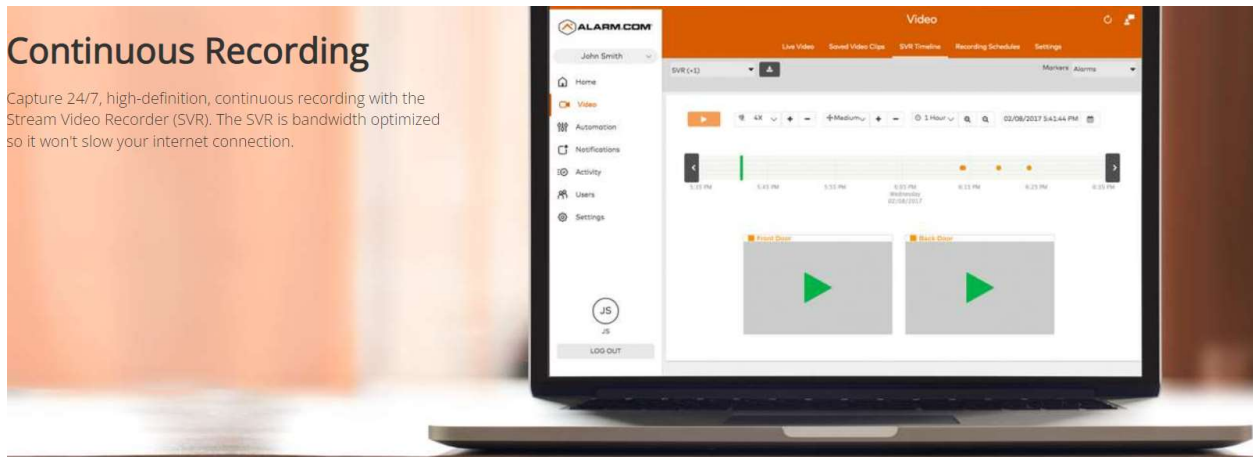 Continuous Recording
Capture 24/7, high-definition, continuous recording with the
Stream Video Recorder (SVR). The SVR is bandwidth optimized
so it won't slow your internet connection.
ALARM.COM
John Smith
Home
Video
Automation
Notifications
Activity
Users
Settings
JS
JS
LOG OUT
Video
Live Video Saved Video Clips SVR Timeline Recording Schedules Settings
SVR (+1) Markers Alarms
4X + - Medium + - 1 Hour 02/08/2017 5:41:44 PM
5:35 PM 5:45 PM 5:55 PM 6:05 PM 6:15 PM 6:25 PM 6:35 PM
Wednesday
02/08/2017
Front Door Back Door